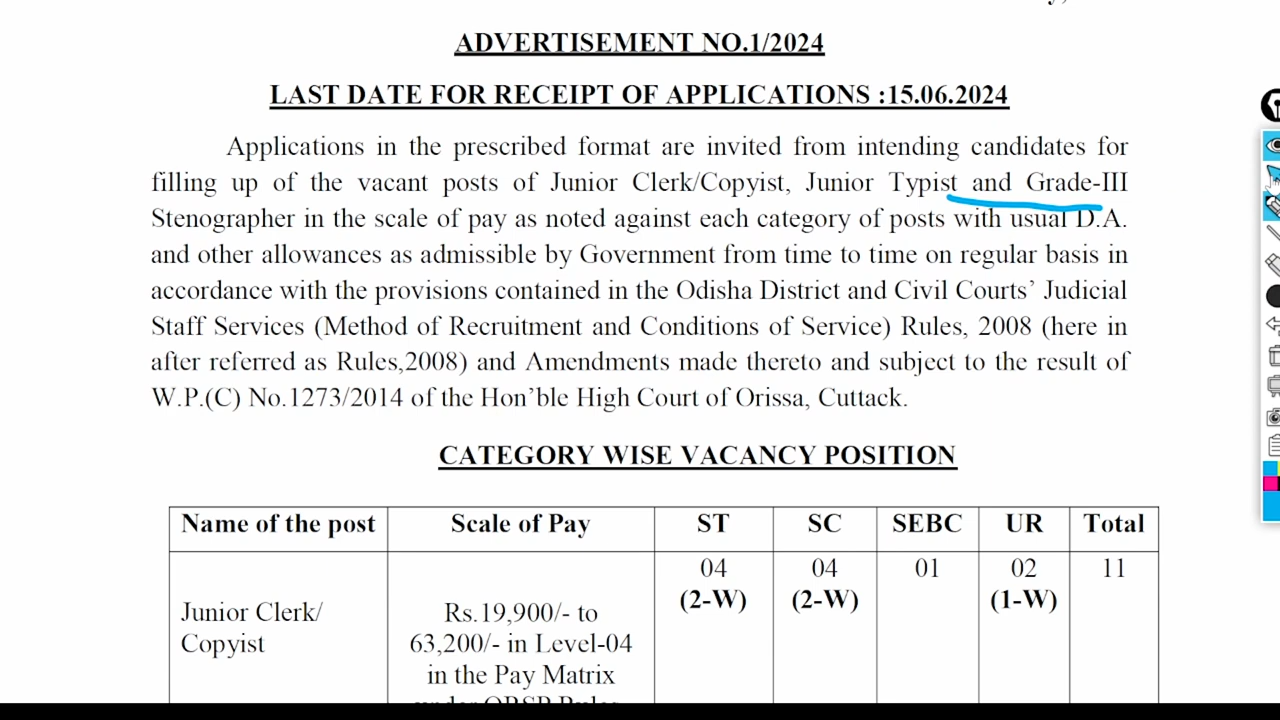 ADVERTISEMENT NO.1/2024
LAST DATE FOR RECEIPT OF APPLICATIONS :15.06.2024
Applications in the prescribed format are invited from intending candidates for
filling up of the vacant posts of Junior Clerk/Copyist, Junior Typist and Grade-III
Stenographer in the scale of pay as noted against each category of posts with usual D.A.
and other allowances as admissible by Government from time to time on regular basis in
accordance with the provisions contained in the Odisha District and Civil Courts’ Judicial
Staff Services (Method of Recruitment and Conditions of Service) Rules, 2008 (here in
after referred as Rules,2008) and Amendments made thereto and subject to the result of
W.P.(C) No.1273/2014 of the Hon’ble High Court of Orissa, Cuttack.
CATEGORY WISE VACANCY POSITION
Name of the post Scale of Pay ST SC SEBC UR Total
04 04 01 02 11
(2-W) (2-W) (1-W)
Junior Clerk/ Rs.19,900/- to
Copyist 63,200/- in Level-04
in the Pay Matrix